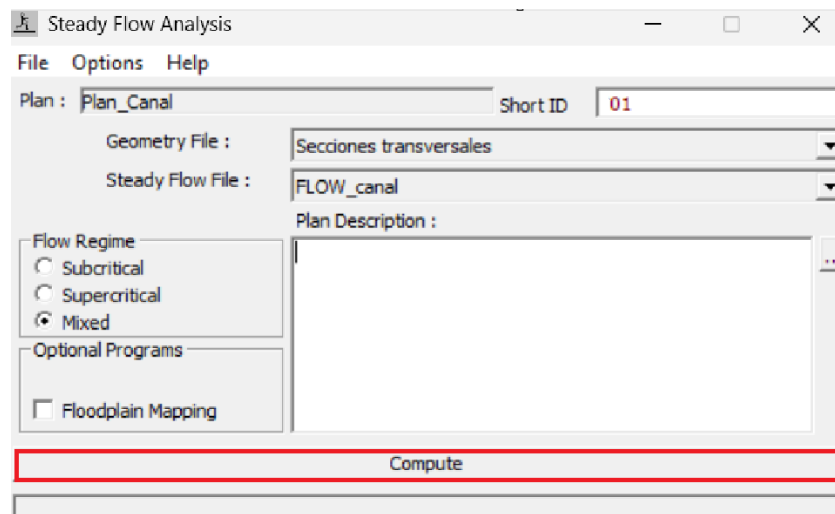 Steady Flow Analysis
File Options Help
Plan : Plan_Canal Short ID 01
Geometry File : Secciones transversales
Steady Flow File : FLOW_canal
Plan Description :
Flow Regime
Subcritical
Supercritical
Mixed
Optional Programs
Floodplain Mapping
...
Compute